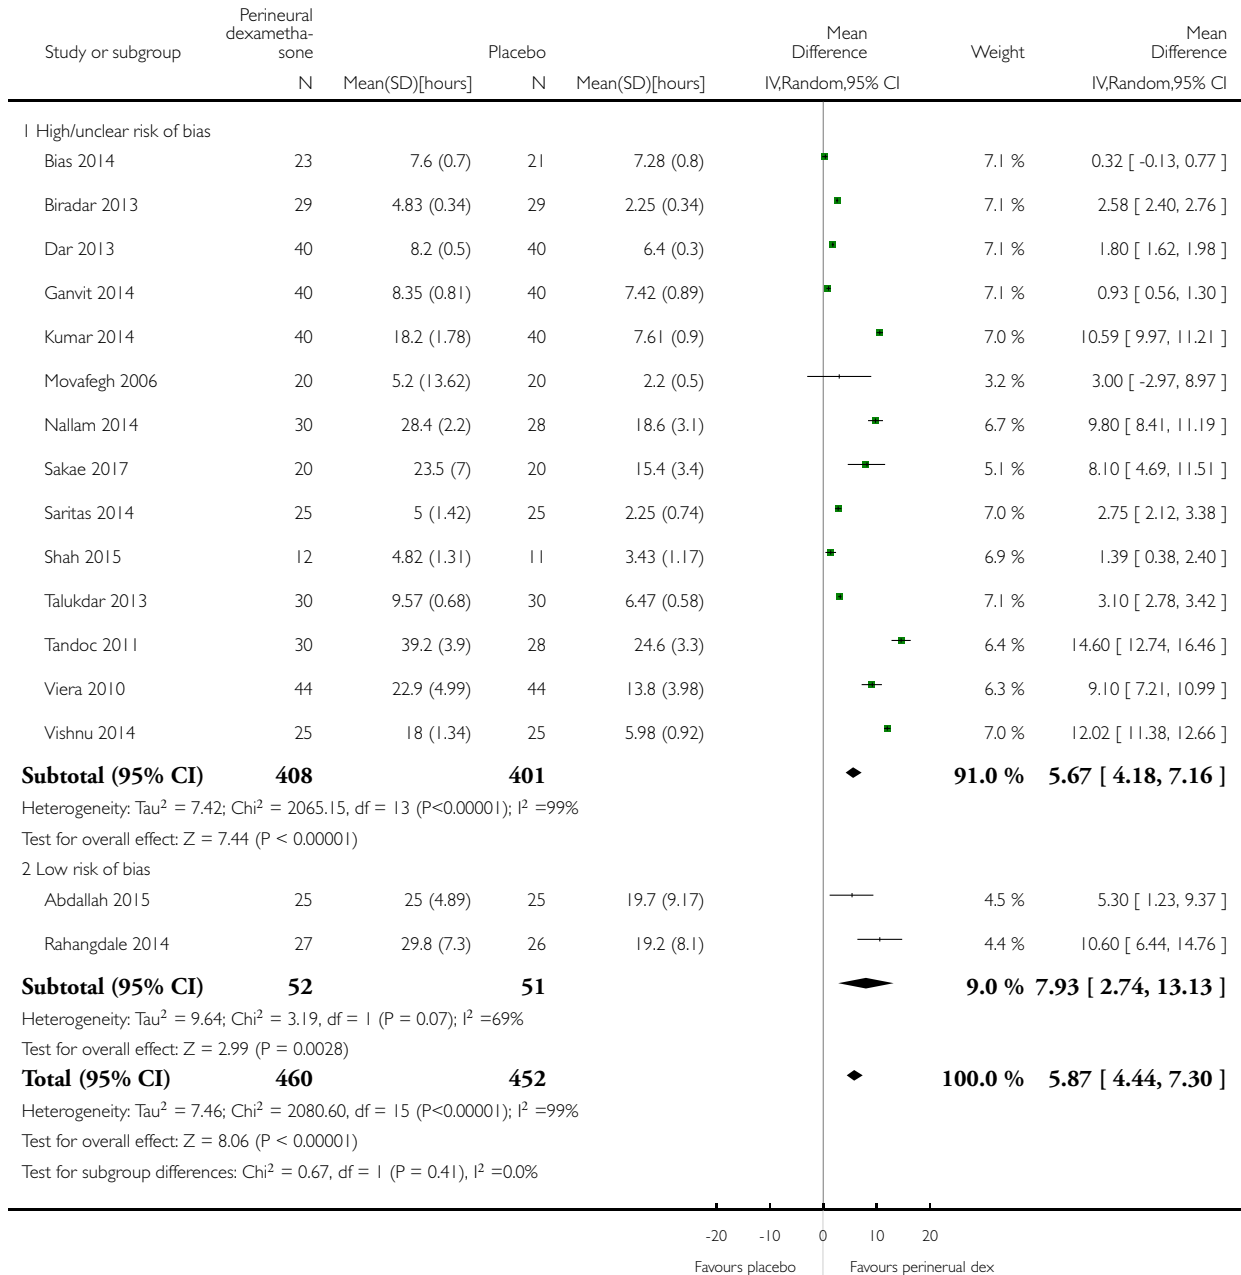 Study or subgroup Perineural dexametha- sone Placebo Mean Difference Weight Mean Difference
N Mean(SD)[hours] N Mean(SD)[hours] IV,Random,95% CI IV,Random,95% CI
1 High/unclear risk of bias
Bias 2014 23 7.6 (0.7) 21 7.28 (0.8) 7.1 % 0.32 [ -0.13, 0.77 ]
Biradar 2013 29 4.83 (0.34) 29 2.25 (0.34) 7.1 % 2.58 [ 2.40, 2.76 ]
Dar 2013 40 8.2 (0.5) 40 6.4 (0.3) 7.1 % 1.80 [ 1.62, 1.98 ]
Ganvit 2014 40 8.35 (0.81) 40 7.42 (0.89) 7.1 % 0.93 [ 0.56, 1.30 ]
Kumar 2014 40 18.2 (1.78) 40 7.61 (0.9) 7.0 % 10.59 [ 9.97, 11.21 ]
Movafegh 2006 20 5.2 (13.62) 20 2.2 (0.5) 3.2 % 3.00 [ -2.97, 8.97 ]
Nallam 2014 30 28.4 (2.2) 28 18.6 (3.1) 6.7 % 9.80 [ 8.41, 11.19 ]
Sakae 2017 20 23.5 (7) 20 15.4 (3.4) 5.1 % 8.10 [ 4.69, 11.51 ]
Saritas 2014 25 5 (1.42) 25 2.25 (0.74) 7.0 % 2.75 [ 2.12, 3.38 ]
Shah 2015 12 4.82 (1.31) 11 3.43 (1.17) 6.9 % 1.39 [ 0.38, 2.40 ]
Talukdar 2013 30 9.57 (0.68) 30 6.47 (0.58) 7.1 % 3.10 [ 2.78, 3.42 ]
Tandoc 2011 30 39.2 (3.9) 28 24.6 (3.3) 6.4 % 14.60 [ 12.74, 16.46 ]
Viera 2010 44 22.9 (4.99) 44 13.8 (3.98) 6.3 % 9.10 [ 7.21, 10.99 ]
Vishnu 2014 25 18 (1.34) 25 5.98 (0.92) 7.0 % 12.02 [ 11.38, 12.66 ]
Subtotal (95% CI) 408 401 91.0 % 5.67 [ 4.18, 7.16 ]
Heterogeneity: Tau² = 7.42; Chi² = 2065.15, df = 13 (P<0.00001); I² =99%
Test for overall effect: Z = 7.44 (P < 0.00001)
2 Low risk of bias
Abdallah 2015 25 25 (4.89) 25 19.7 (9.17) 4.5 % 5.30 [ 1.23, 9.37 ]
Rahangdale 2014 27 29.8 (7.3) 26 19.2 (8.1) 4.4 % 10.60 [ 6.44, 14.76 ]
Subtotal (95% CI) 52 51 9.0 % 7.93 [ 2.74, 13.13 ]
Heterogeneity: Tau² = 9.64; Chi² = 3.19, df = 1 (P = 0.07); I² =69%
Test for overall effect: Z = 2.99 (P = 0.0028)
Total (95% CI) 460 452 100.0 % 5.87 [ 4.44, 7.30 ]
Heterogeneity: Tau² = 7.46; Chi² = 2080.60, df = 15 (P<0.00001); I² =99%
Test for overall effect: Z = 8.06 (P < 0.00001)
Test for subgroup differences: Chi² = 0.67, df = 1 (P = 0.41), I² =0.0%
-20 -10 0 10 20
Favours placebo Favours perinerual dex